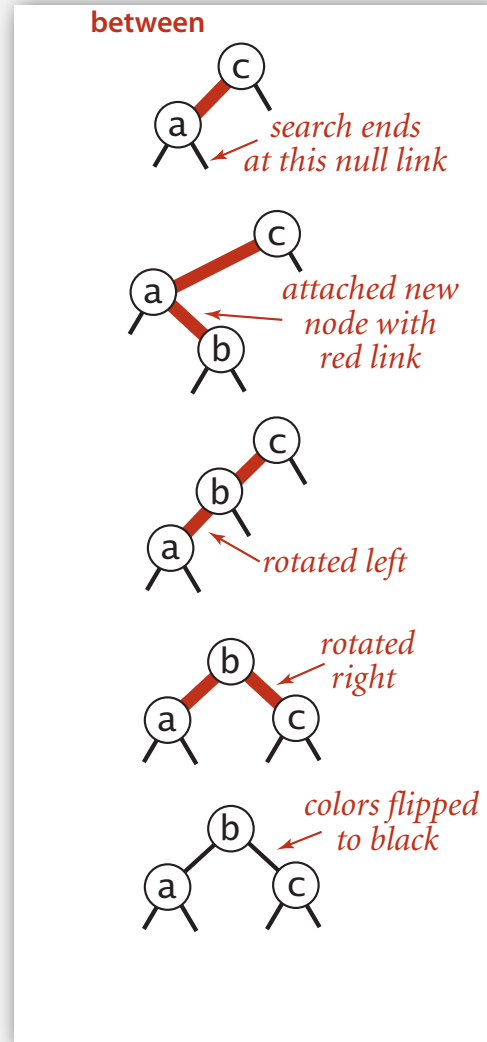 between
c
a
search ends
at this null link
c
a
attached new
node with
red link
b
c
b
a
rotated left
rotated
right
b
a
c
colors flipped
to black
b
a
c